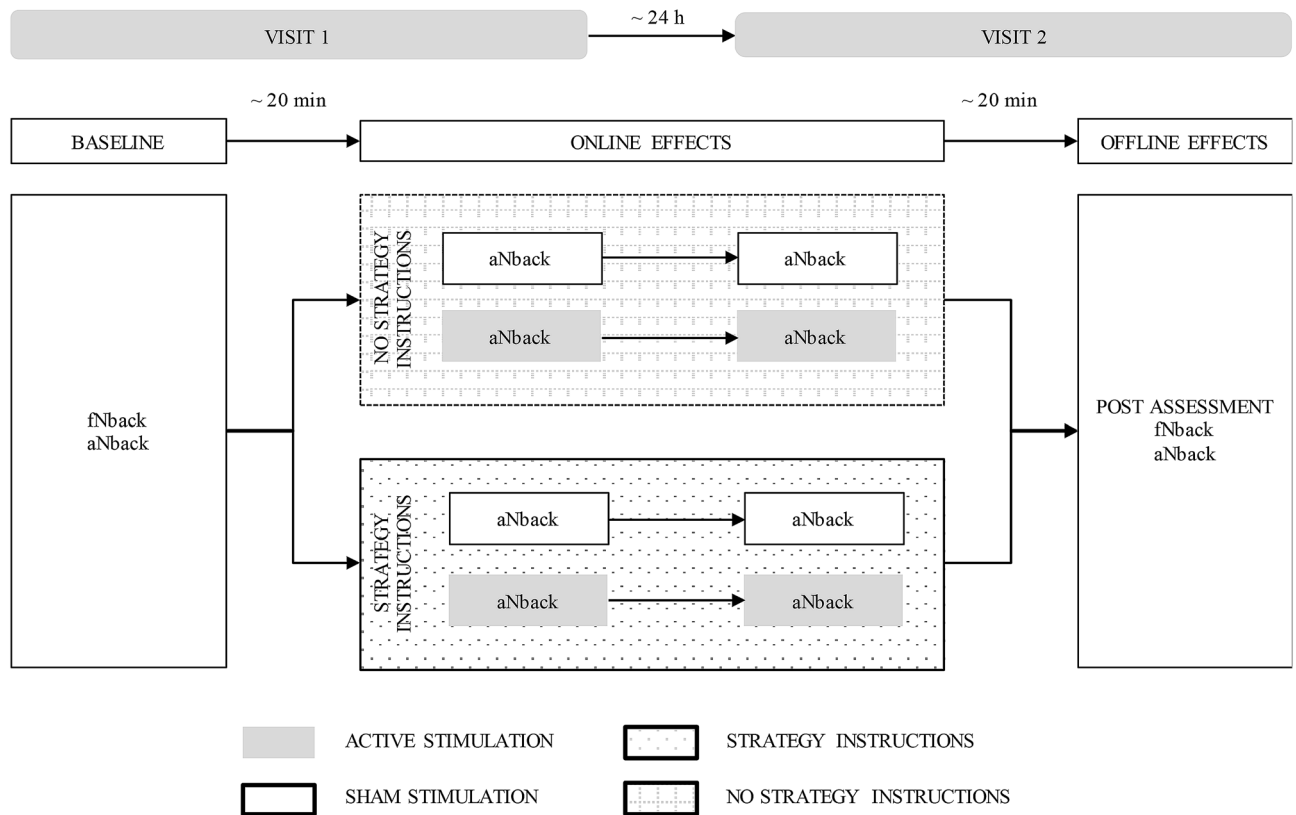 ~ 24 h
VISIT 1
VISIT 2
~ 20 min
~ 20 min
BASELINE
ONLINE EFFECTS
OFFLINE EFFECTS
NO STRATEGY
INSTRUCTIONS
aNback
aNback
aNback
aNback
fNback
aNback
STRATEGY
INSTRUCTIONS
aNback
aNback
aNback
aNback
POST ASSESSMENT
fNback
aNback
ACTIVE STIMULATION
STRATEGY INSTRUCTIONS
SHAM STIMULATION
NO STRATEGY INSTRUCTIONS